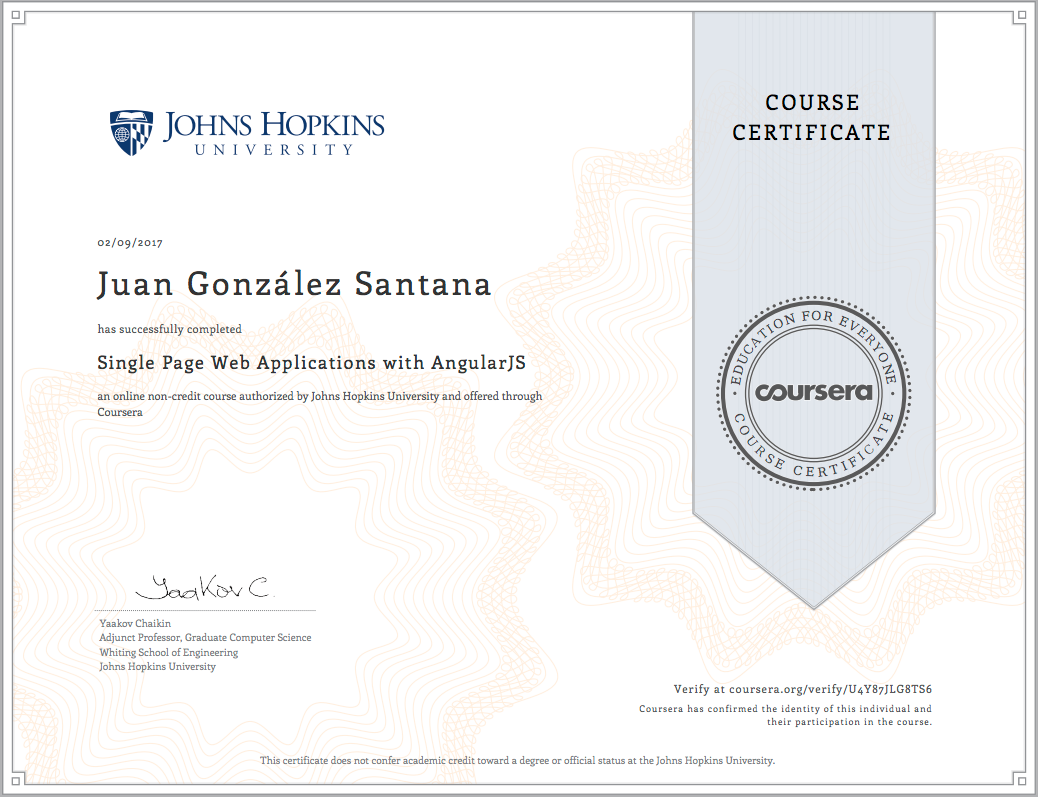 JOHNS HOPKINS
UNIVERSITY
COURSE
CERTIFICATE
02/09/2017
Juan González Santana
has successfully completed
Single Page Web Applications with AngularJS
an online non-credit course authorized by Johns Hopkins University and offered through
Coursera
EDUCATION FOR EVERYONE
coursera
COURSE CERTIFICATE
Yaakov C.
Yaakov Chaikin
Adjunct Professor, Graduate Computer Science
Whiting School of Engineering
Johns Hopkins University
Verify at coursera.org/verify/U4Y87JLG8TS6
Coursera has confirmed the identity of this individual and
their participation in the course.
This certificate does not confer academic credit toward a degree or official status at the Johns Hopkins University.